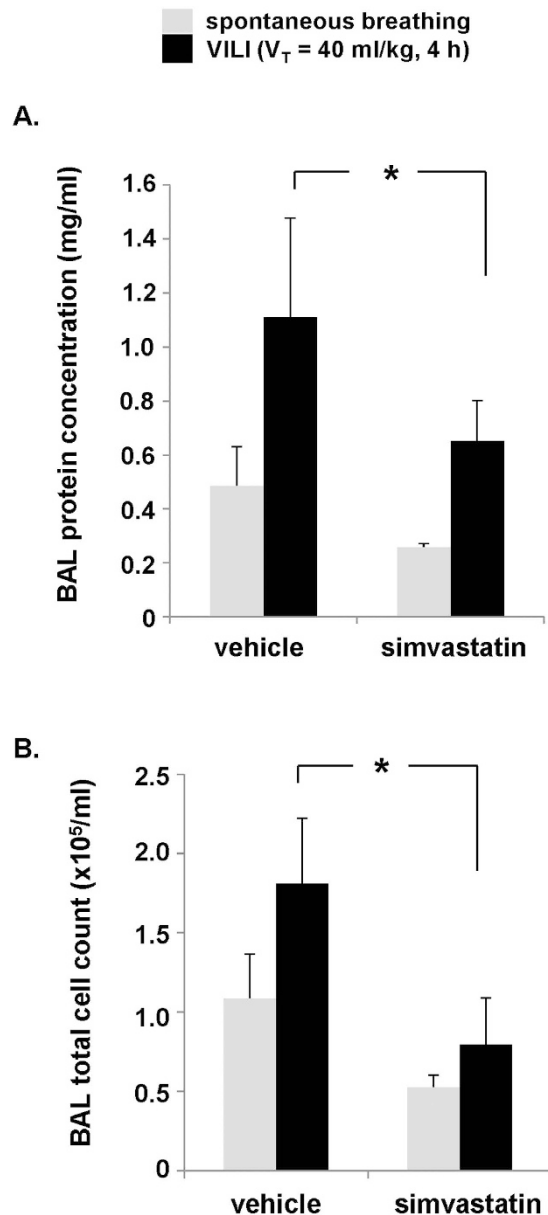 spontaneous breathing
VILI (V_T = 40 ml/kg, 4 h)
A.
*
BAL protein concentration (mg/ml)
1.6
1.4
1.2
1.0
0.8
0.6
0.4
0.2
0
vehicle simvastatin
B.
*
BAL total cell count (x10⁵/ml)
2.5
2.0
1.5
1.0
0.5
0
vehicle simvastatin